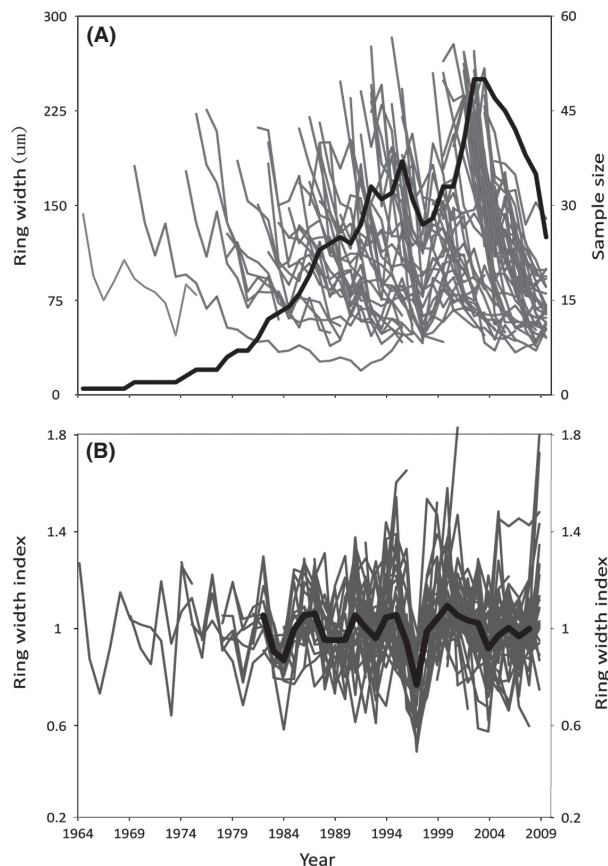 (A)
300
225
150
75
0
Ring width (um)
60
45
30
15
0
Sample size
(B)
1.8
1.4
1
0.6
0.2
Ring width index
1.8
1.4
1
0.6
0.2
Ring width index
1964 1969 1974 1979 1984 1989 1994 1999 2004 2009
Year